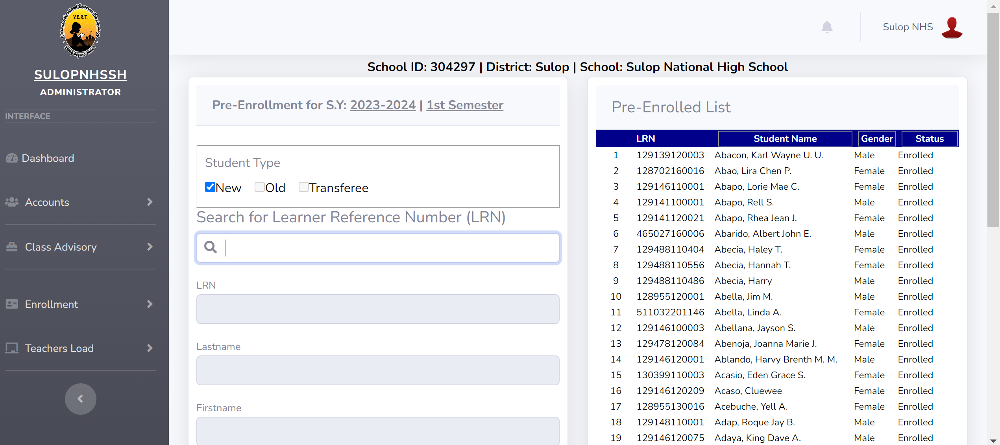 Virtual Educational Resources Teachnology
V.E.R.T.
going beyond online
SULOPNHSSH
ADMINISTRATOR
INTERFACE
Dashboard
Accounts
Class Advisory
Enrollment
Teachers Load
Sulop NHS
School ID: 304297 | District: Sulop | School: Sulop National High School
Pre-Enrollment for S.Y: 2023-2024 | 1st Semester
Student Type
New Old Transferee
Search for Learner Reference Number (LRN)
LRN
Lastname
Firstname
Pre-Enrolled List
LRN Student Name Gender Status
1 129139120003 Abacon, Karl Wayne U. U. Male Enrolled
2 128702160016 Abao, Lira Chen P. Female Enrolled
3 129146110001 Abapo, Lorie Mae C. Female Enrolled
4 129141100001 Abapo, Rell S. Male Enrolled
5 129141120021 Abapo, Rhea Jean J. Female Enrolled
6 465027160006 Abarido, Albert John E. Male Enrolled
7 129488110404 Abecia, Haley T. Female Enrolled
8 129488110556 Abecia, Hannah T. Female Enrolled
9 129488110486 Abecia, Harry Male Enrolled
10 128955120001 Abella, Jim M. Male Enrolled
11 511032201146 Abella, Linda A. Female Enrolled
12 129146100003 Abellana, Jayson S. Male Enrolled
13 129478120084 Abenoja, Joanna Marie J. Female Enrolled
14 129146120001 Ablando, Harvy Brenth M. M. Male Enrolled
15 130399110003 Acasio, Eden Grace S. Female Enrolled
16 129146120209 Acaso, Cluewee Female Enrolled
17 128955130016 Acebuche, Yell A. Female Enrolled
18 129148110001 Adap, Roque Jay B. Male Enrolled
19 129146120075 Adaya, King Dave A. Male Enrolled